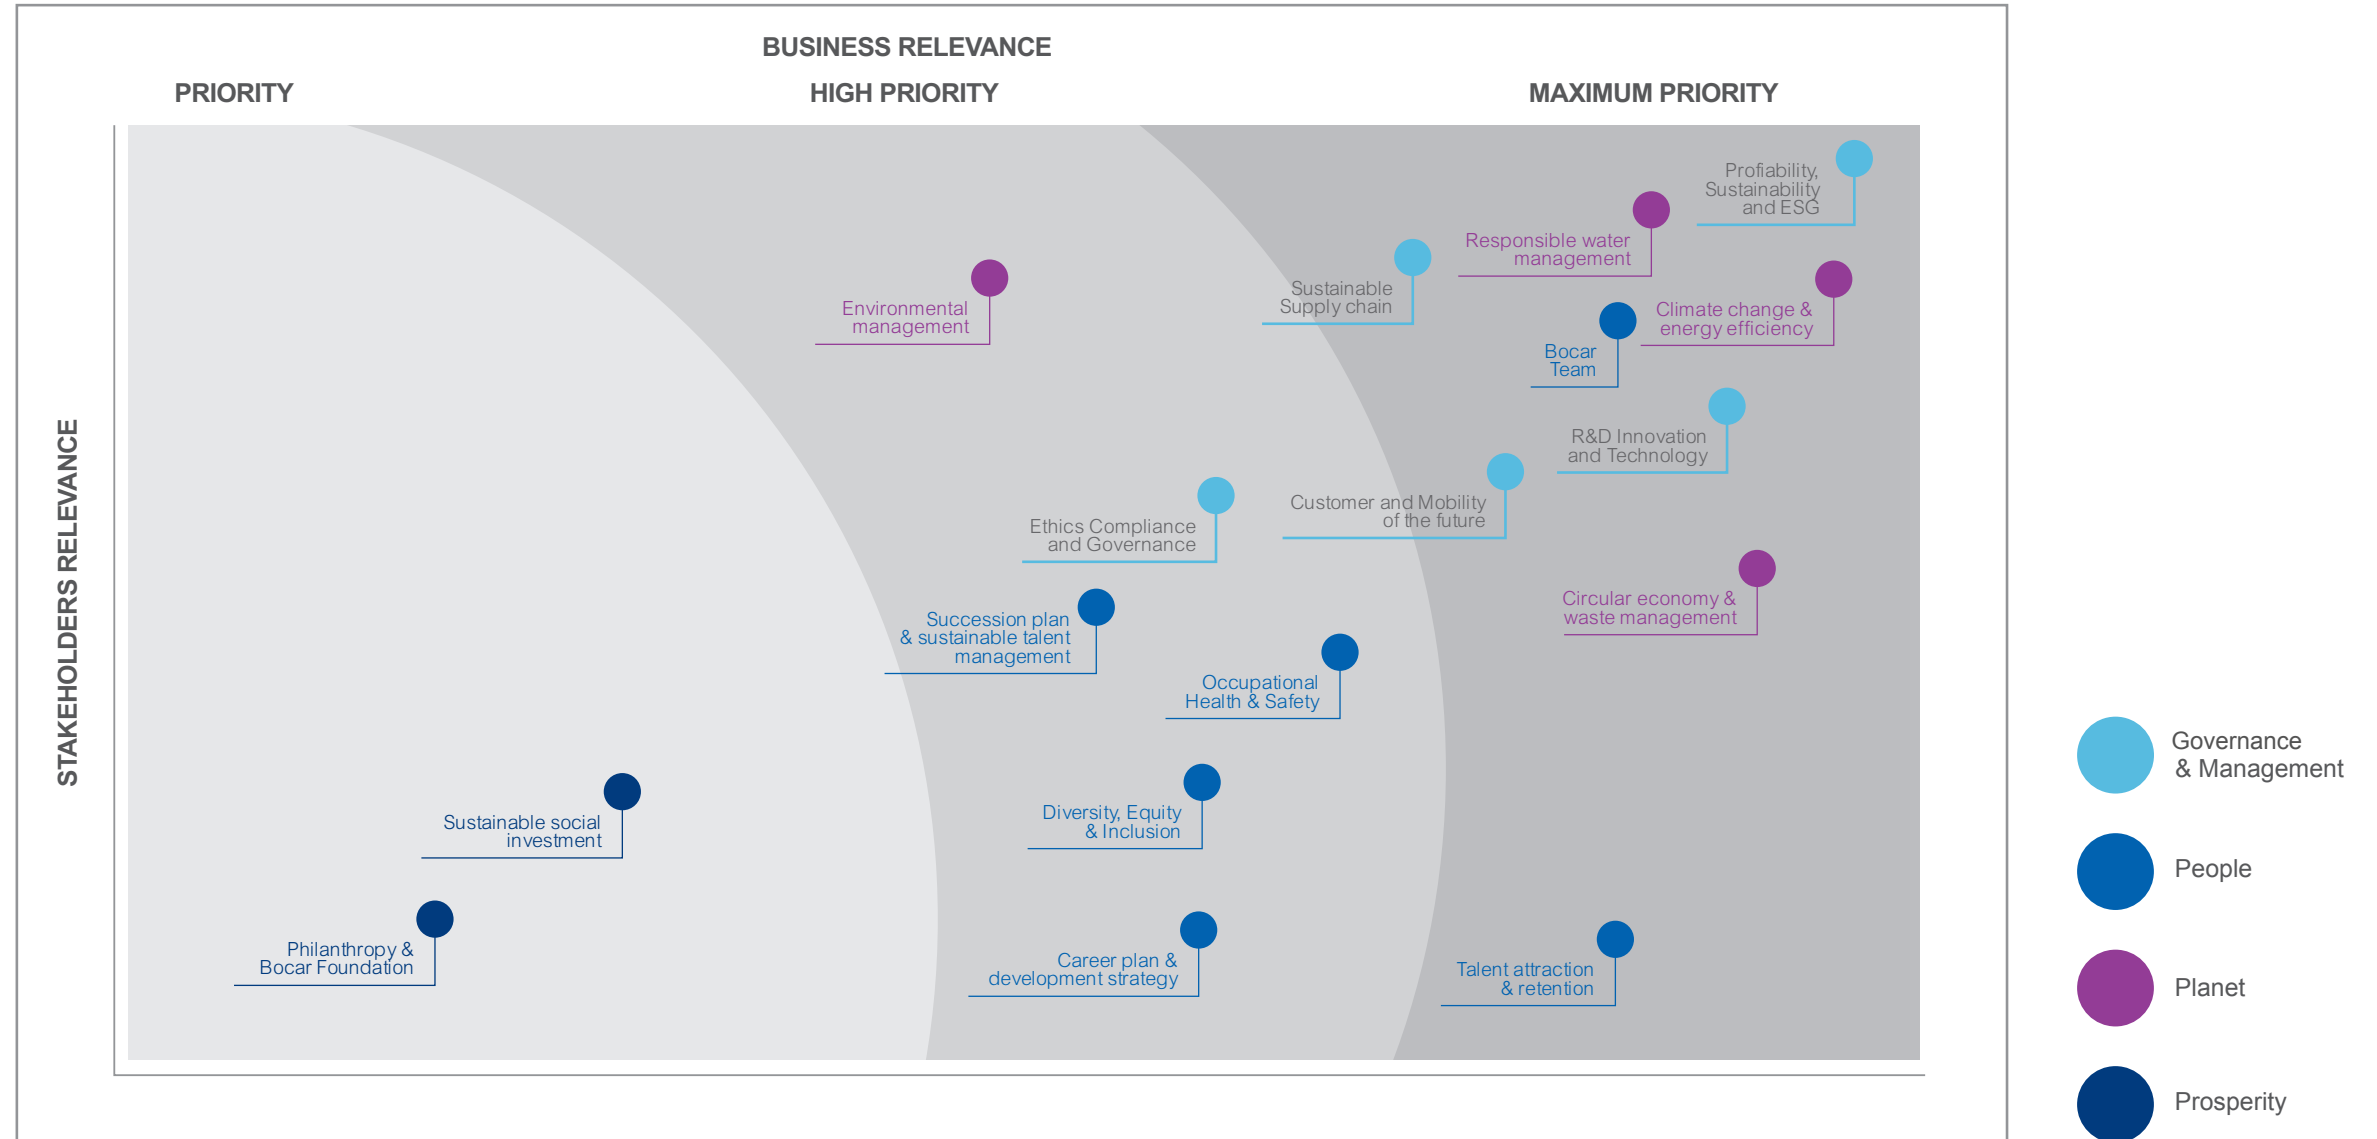 BUSINESS RELEVANCE
PRIORITY
HIGH PRIORITY
MAXIMUM PRIORITY
STAKEHOLDERS RELEVANCE
Profiability,
Sustainability
and ESG
Responsible water
management
Sustainable
Supply chain
Environmental
management
Climate change &
energy efficiency
Bocar
Team
R&D Innovation
and Technology
Customer and Mobility
of the future
Ethics Compliance
and Governance
Circular economy &
waste management
Succession plan
& sustainable talent
management
Occupational
Health & Safety
Diversity, Equity
& Inclusion
Sustainable social
investment
Philanthropy &
Bocar Foundation
Career plan &
development strategy
Talent attraction
& retention
Governance
& Management
People
Planet
Prosperity